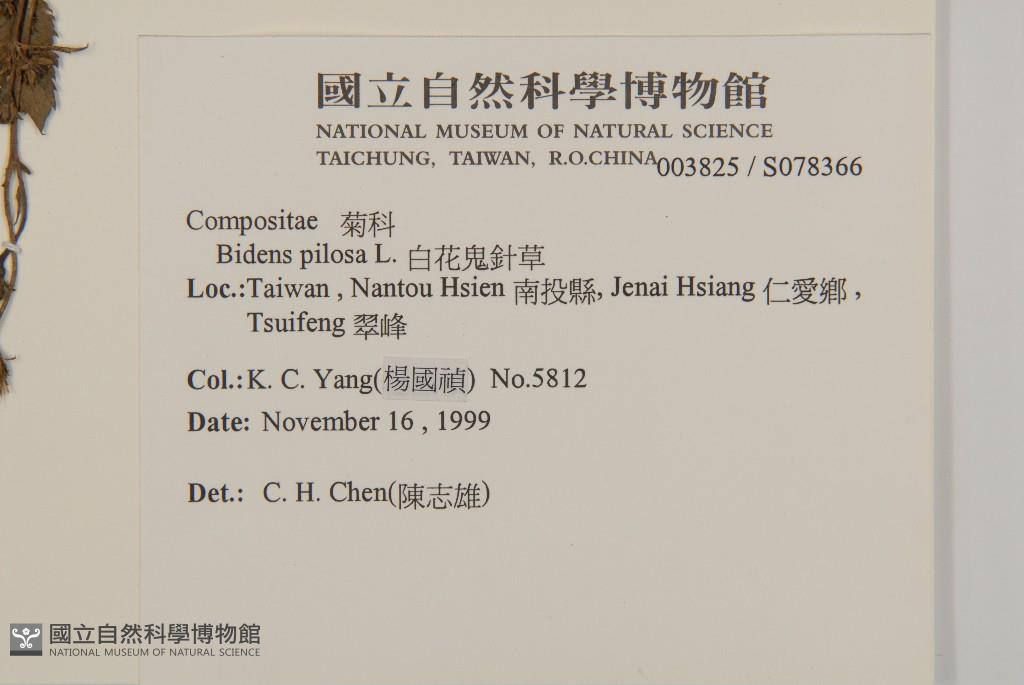 國立自然科學博物館
NATIONAL MUSEUM OF NATURAL SCIENCE
TAICHUNG, TAIWAN, R.O.CHINA
003825 / S078366
Compositae 菊科
Bidens pilosa L. 白花鬼針草
Loc.:Taiwan , Nantou Hsien 南投縣, Jenai Hsiang 仁愛鄉 ,
Tsuifeng 翠峰
Col.: K. C. Yang(楊國禎) No.5812
Date: November 16 , 1999
Det.: C. H. Chen(陳志雄)
國立自然科學博物館
NATIONAL MUSEUM OF NATURAL SCIENCE